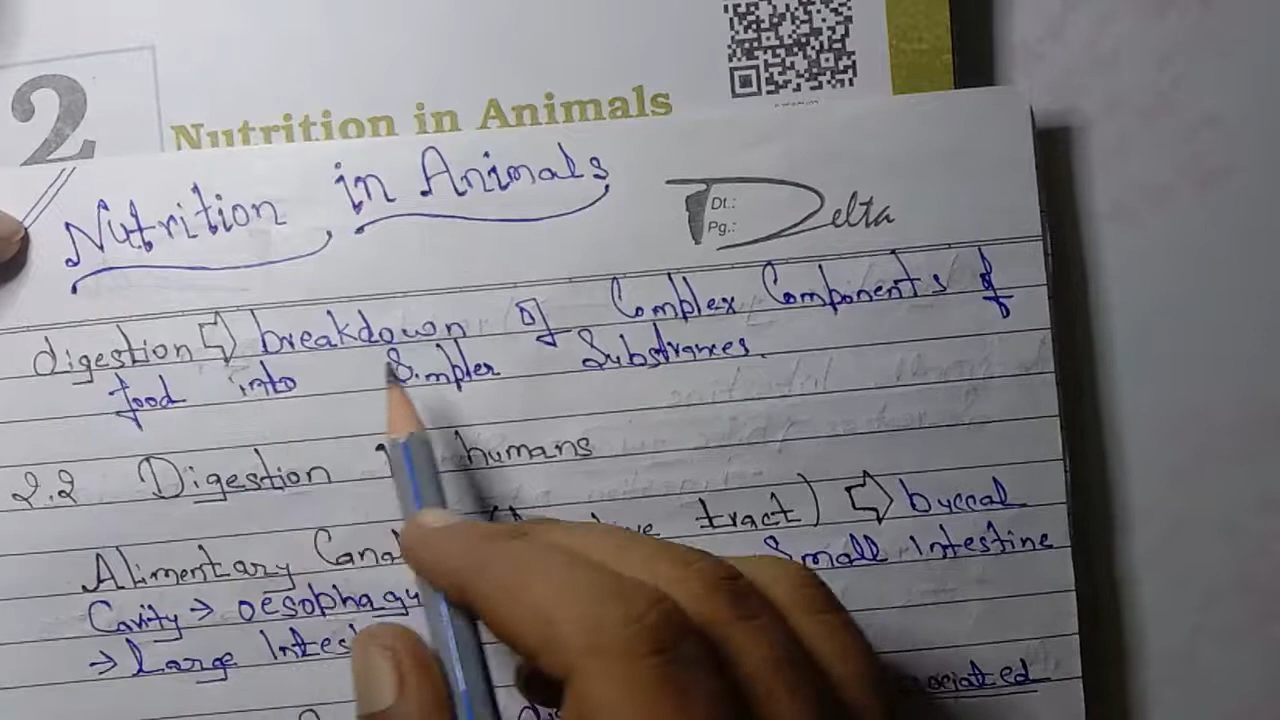 2
Nutrition in Animals
Nutrition in Animals
Dt.:
Pg.:
Delta
digestion ⇨ breakdown of Complex Components of
food into Simpler Substances.
2.2 Digestion humans
Alimentary Canal tract) ⇨ buccal
Cavity → oesophagu Small Intestine
→ Large Intes